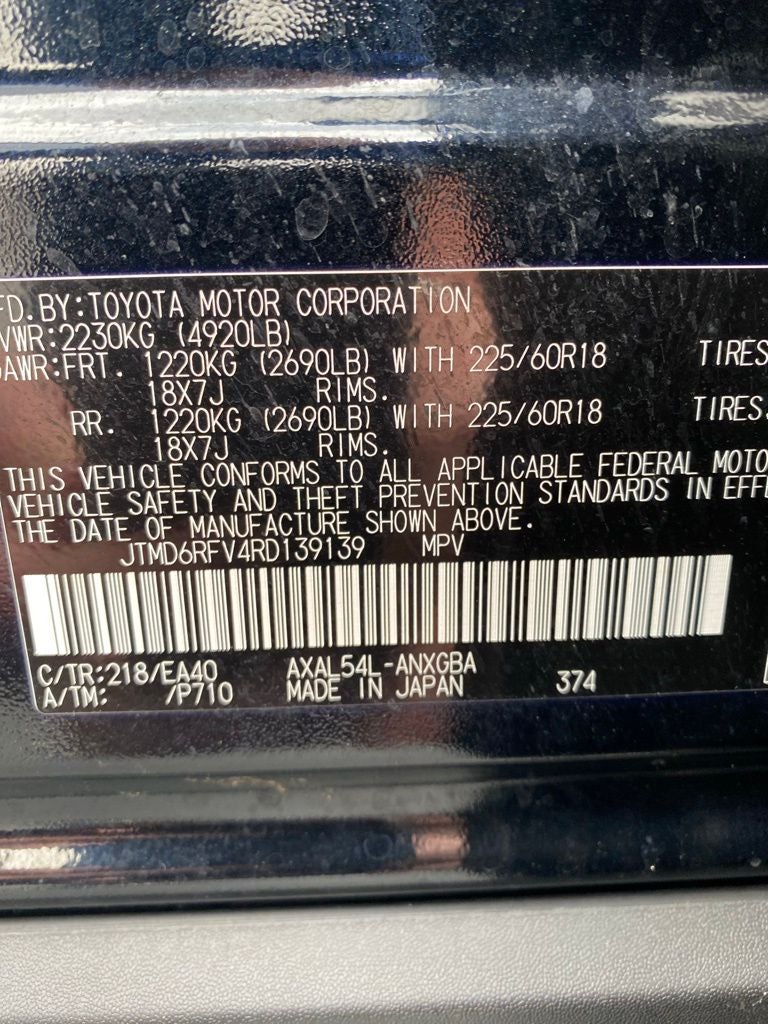 FD. BY:TOYOTA MOTOR CORPORATION
VWR:2230KG (4920LB)
AWR:FRT. 1220KG (2690LB) WITH 225/60R18 TIRES
18X7J RIMS.
RR. 1220KG (2690LB) WITH 225/60R18 TIRES
18X7J RIMS.
THIS VEHICLE CONFORMS TO ALL APPLICABLE FEDERAL MOTO
VEHICLE SAFETY AND THEFT PREVENTION STANDARDS IN EFFE
THE DATE OF MANUFACTURE SHOWN ABOVE.
JTMD6RFV4RD139139 MPV
C/TR:218/EA40 AXAL54L-ANXGBA
A/TM: /P710 MADE IN JAPAN 374